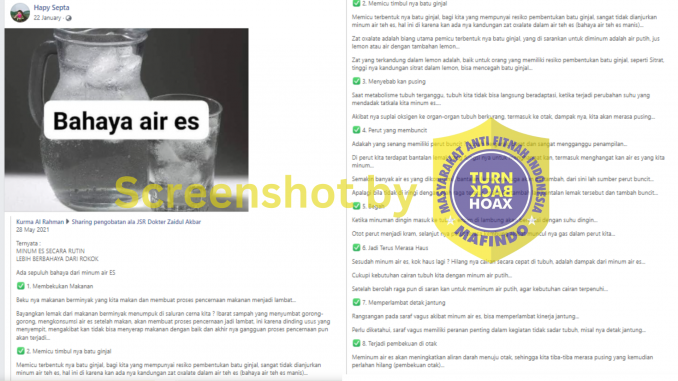 Hapy Septa
22 January ·
Bahaya air es
Kurma Al Rahman ▸ Sharing pengobatan ala JSR Dokter Zaidul Akbar
28 May 2021
Ternyata :
MINUM ES SECARA RUTIN
LEBIH BERBAHAYA DARI ROKOK
Ada sepuluh bahaya dari minum air ES
✅ 1. Membekukan Makanan
Beku nya makanan berminyak yang kita makan dan membuat proses pencernaan makanan menjadi lambat...
Bayangkan lemak dari makanan berminyak menumpuk di saluran cerna kita ? Ibarat sampah yang menyumbat gorong-
gorong, mengkonsumi air es setelah makan, akan membuat proses pencernaan jadi lambat, ini karena dinding usus yang
menyempit, mengakibat kan tidak bisa menyerap makanan dengan baik dan akhir nya gangguan proses pencernaan pun
akan terjadi...
✅ 2. Memicu timbul nya batu ginjal
Memicu terbentuk nya batu ginjal, bagi kita yang mempunyai resiko pembentukan batu ginjal, sangat tidak dianjurkan
minum air teh es, hal ini di karena kan ada nya kandungan zat oxalate dalam air teh es (bahaya air teh es manis)...
✅ 2. Memicu timbul nya batu ginjal
Memicu terbentuk nya batu ginjal, bagi kita yang mempunyai resiko pembentukan batu ginjal, sangat tidak dianjurkan
minum air teh es, hal ini di karena kan ada nya kandungan zat oxalate dalam air teh es (bahaya air teh es manis)...
Zat oxalate adalah biang utama pemicu terbentuk nya batu ginjal, yang di sarankan untuk diminum adalah air putih, jus
lemon atau air dengan tambahan lemon...
Zat yang terkandung dalam lemon adalah, baik untuk orang yang memiliki resiko pembentukan batu ginjal, seperti Sitrat,
tinggi nya kandungan sitrat dalam lemon, bisa mencegah batu ginjal...
✅ 3. Menyebab kan pusing
Saat metabolisme tubuh terganggu, tubuh kita tidak bisa langsung beradaptasi, ketika terjadi perubahan suhu yang
mendadak tatkala kita minum es....
Akibat nya suplai oksigen ke organ-organ tubuh berkurang, termasuk ke otak, dampak nya, kita akan merasa pusing...
✅ 4. Perut yang membuncit
Adakah yang senang memiliki perut buncit dan sangat mengganggu penampilan...
Di perut kita terdapat bantalan untuk termasuk menghangat kan air es yang kita
minum...
Semakin banyak air es yang tambah, dari sini lah sumber perut buncit...
Apalagi bila tidak di raga bantalan lemak tersebut dan tambah buncit...
✅ 5.
Ketika minuman dingin masuk ke lambung akan dengan suhu dingin...
Otot perut menjadi kram, selanjut nya muncul nya gas dalam perut kita...
✅ 6. Jadi Terus Merasa Haus
Sesudah minum air es, kok haus lagi ? Hilang nya cairan secara cepat di tubuh, adalah dampak dari minum air es...
Cukupi kebutuhan cairan tubuh kita dengan minum air putih...
Setelah berolah raga pun di saran kan untuk meminum air putih, agar kebutuhan cairan terpenuhi...
✅ 7. Memperlambat detak jantung
Rangsangan pada saraf vagus akibat minum air es, bisa memperlambat kinerja jantung...
Perlu diketahui, saraf vagus memiliki peranan penting dalam kegiatan tidak sadar tubuh, misal nya detak jantung...
✅ 8. Terjadi pembekuan di otak
Meminum air es akan meningkatkan aliran darah menuju otak, sehingga kita tiba-tiba merasa pusing yang kemudian
perlahan hilang (pembekuan otak)...
Screenshot by
MASYARAKAT ANTI FITNAH INDONESIA
TURN
BACK
HOAX
MAFINDO